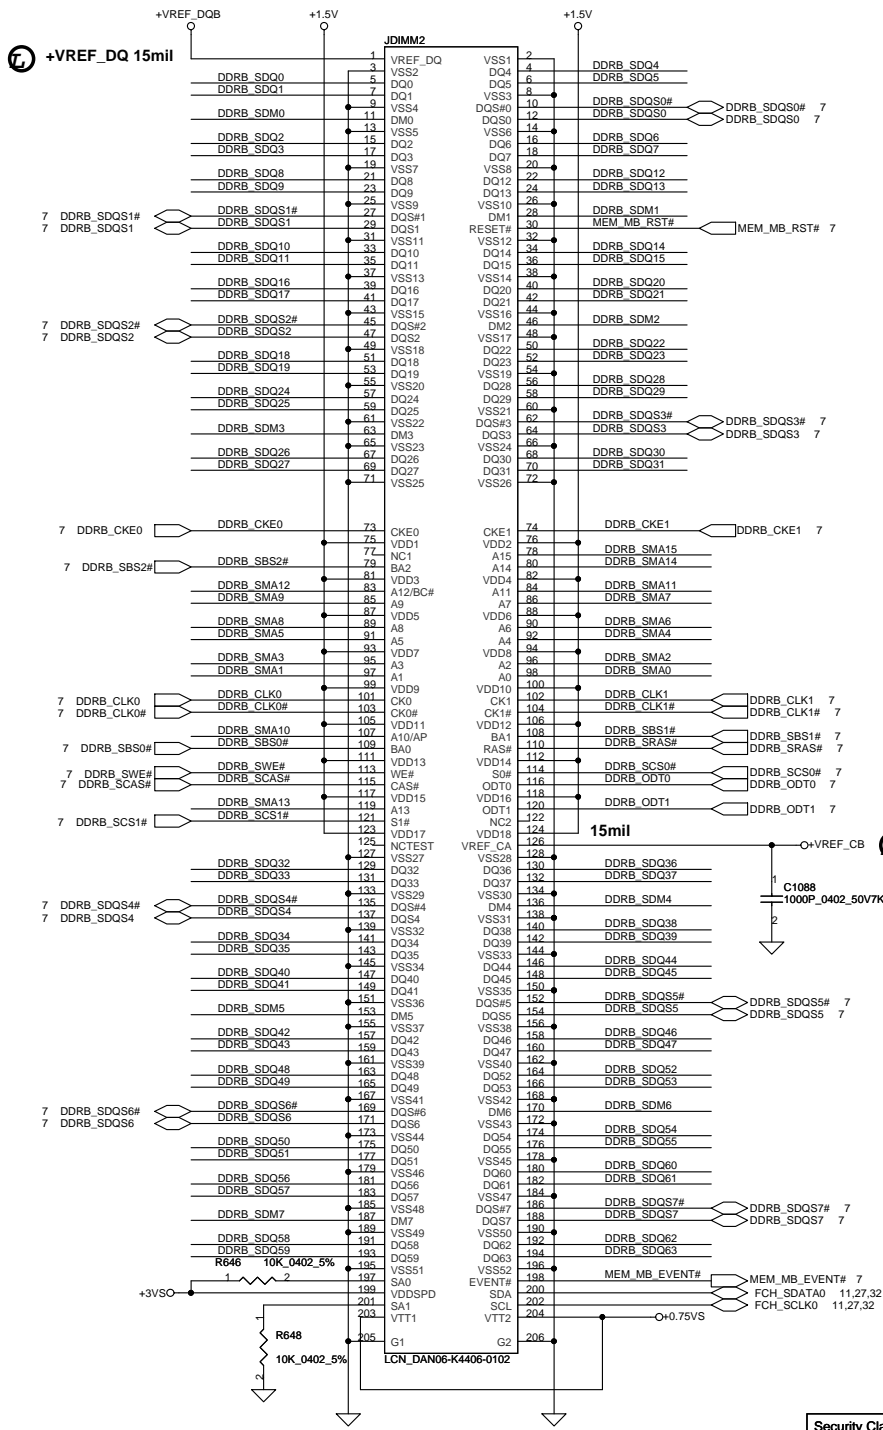 +VREF_DQB +1.5V +1.5V
JDIMM2
+VREF_DQ 15mil
1 VREF_DQ VSS1 2
3 VSS2 DQ4 4 DDRB_SDQ4
DDRB_SDQ0 5 DQ0 DQ5 6 DDRB_SDQ5
DDRB_SDQ1 7 DQ1 VSS3 8
9 VSS4 DQS#0 10 DDRB_SDQS0# DDRB_SDQS0# 7
DDRB_SDM0 11 DM0 DQS0 12 DDRB_SDQS0 DDRB_SDQS0 7
13 VSS5 VSS6 14
DDRB_SDQ2 15 DQ2 DQ6 16 DDRB_SDQ6
DDRB_SDQ3 17 DQ3 DQ7 18 DDRB_SDQ7
19 VSS7 VSS8 20
DDRB_SDQ8 21 DQ8 DQ12 22 DDRB_SDQ12
DDRB_SDQ9 23 DQ9 DQ13 24 DDRB_SDQ13
25 VSS9 VSS10 26
7 DDRB_SDQS1# DDRB_SDQS1# 27 DQS#1 DM1 28 DDRB_SDM1
7 DDRB_SDQS1 DDRB_SDQS1 29 DQS1 RESET# 30 MEM_MB_RST# MEM_MB_RST# 7
31 VSS11 VSS12 32
DDRB_SDQ10 33 DQ10 DQ14 34 DDRB_SDQ14
DDRB_SDQ11 35 DQ11 DQ15 36 DDRB_SDQ15
37 VSS13 VSS14 38
DDRB_SDQ16 39 DQ16 DQ20 40 DDRB_SDQ20
DDRB_SDQ17 41 DQ17 DQ21 42 DDRB_SDQ21
43 VSS15 VSS16 44
7 DDRB_SDQS2# DDRB_SDQS2# 45 DQS#2 DM2 46 DDRB_SDM2
7 DDRB_SDQS2 DDRB_SDQS2 47 DQS2 VSS17 48
49 VSS18 DQ22 50 DDRB_SDQ22
DDRB_SDQ18 51 DQ18 DQ23 52 DDRB_SDQ23
DDRB_SDQ19 53 DQ19 VSS19 54
55 VSS20 DQ28 56 DDRB_SDQ28
DDRB_SDQ24 57 DQ24 DQ29 58 DDRB_SDQ29
DDRB_SDQ25 59 DQ25 VSS21 60
61 VSS22 DQS#3 62 DDRB_SDQS3# DDRB_SDQS3# 7
DDRB_SDM3 63 DM3 DQS3 64 DDRB_SDQS3 DDRB_SDQS3 7
65 VSS23 VSS24 66
DDRB_SDQ26 67 DQ26 DQ30 68 DDRB_SDQ30
DDRB_SDQ27 69 DQ27 DQ31 70 DDRB_SDQ31
71 VSS25 VSS26 72
7 DDRB_CKE0 DDRB_CKE0 73 CKE0 CKE1 74 DDRB_CKE1 DDRB_CKE1 7
75 VDD1 VDD2 76
77 NC1 A15 78 DDRB_SMA15
7 DDRB_SBS2# DDRB_SBS2# 79 BA2 A14 80 DDRB_SMA14
81 VDD3 VDD4 82
DDRB_SMA12 83 A12/BC# A11 84 DDRB_SMA11
DDRB_SMA9 85 A9 A7 86 DDRB_SMA7
87 VDD5 VDD6 88
DDRB_SMA8 89 A8 A6 90 DDRB_SMA6
DDRB_SMA5 91 A5 A4 92 DDRB_SMA4
93 VDD7 VDD8 94
DDRB_SMA3 95 A3 A2 96 DDRB_SMA2
DDRB_SMA1 97 A1 A0 98 DDRB_SMA0
99 VDD9 VDD10 100
7 DDRB_CLK0 DDRB_CLK0 101 CK0 CK1 102 DDRB_CLK1 DDRB_CLK1 7
7 DDRB_CLK0# DDRB_CLK0# 103 CK0# CK1# 104 DDRB_CLK1# DDRB_CLK1# 7
105 VDD11 VDD12 106
DDRB_SMA10 107 A10/AP BA1 108 DDRB_SBS1# DDRB_SBS1# 7
7 DDRB_SBS0# DDRB_SBS0# 109 BA0 RAS# 110 DDRB_SRAS# DDRB_SRAS# 7
111 VDD13 VDD14 112
7 DDRB_SWE# DDRB_SWE# 113 WE# S0# 114 DDRB_SCS0# DDRB_SCS0# 7
7 DDRB_SCAS# DDRB_SCAS# 115 CAS# ODT0 116 DDRB_ODT0 DDRB_ODT0 7
117 VDD15 VDD16 118
DDRB_SMA13 119 A13 ODT1 120 DDRB_ODT1 DDRB_ODT1 7
7 DDRB_SCS1# DDRB_SCS1# 121 S1# NC2 122
123 VDD17 VDD18 124 15mil
125 NCTEST VREF_CA 126 +VREF_CB
127 VSS27 VSS28 128
DDRB_SDQ32 129 DQ32 DQ36 130 DDRB_SDQ36
DDRB_SDQ33 131 DQ33 DQ37 132 DDRB_SDQ37 1
133 VSS29 VSS30 134 C1088
7 DDRB_SDQS4# DDRB_SDQS4# 135 DQS#4 DM4 136 DDRB_SDM4 1000P_0402_50V7K
7 DDRB_SDQS4 DDRB_SDQS4 137 DQS4 VSS31 138 2
139 VSS32 DQ38 140 DDRB_SDQ38
DDRB_SDQ34 141 DQ34 DQ39 142 DDRB_SDQ39
DDRB_SDQ35 143 DQ35 VSS33 144
145 VSS34 DQ44 146 DDRB_SDQ44
DDRB_SDQ40 147 DQ40 DQ45 148 DDRB_SDQ45
DDRB_SDQ41 149 DQ41 VSS35 150
151 VSS36 DQS#5 152 DDRB_SDQS5# DDRB_SDQS5# 7
DDRB_SDM5 153 DM5 DQS5 154 DDRB_SDQS5 DDRB_SDQS5 7
155 VSS37 VSS38 156
DDRB_SDQ42 157 DQ42 DQ46 158 DDRB_SDQ46
DDRB_SDQ43 159 DQ43 DQ47 160 DDRB_SDQ47
161 VSS39 VSS40 162
DDRB_SDQ48 163 DQ48 DQ52 164 DDRB_SDQ52
DDRB_SDQ49 165 DQ49 DQ53 166 DDRB_SDQ53
167 VSS41 VSS42 168
7 DDRB_SDQS6# DDRB_SDQS6# 169 DQS#6 DM6 170 DDRB_SDM6
7 DDRB_SDQS6 DDRB_SDQS6 171 DQS6 VSS43 172
173 VSS44 DQ54 174 DDRB_SDQ54
DDRB_SDQ50 175 DQ50 DQ55 176 DDRB_SDQ55
DDRB_SDQ51 177 DQ51 VSS45 178
179 VSS46 DQ60 180 DDRB_SDQ60
DDRB_SDQ56 181 DQ56 DQ61 182 DDRB_SDQ61
DDRB_SDQ57 183 DQ57 VSS47 184
185 VSS48 DQS#7 186 DDRB_SDQS7# DDRB_SDQS7# 7
DDRB_SDM7 187 DM7 DQS7 188 DDRB_SDQS7 DDRB_SDQS7 7
189 VSS49 VSS50 190
DDRB_SDQ58 191 DQ58 DQ62 192 DDRB_SDQ62
DDRB_SDQ59 193 DQ59 DQ63 194 DDRB_SDQ63
R646 10K_0402_5% 195 VSS51 VSS52 196
1 2 197 SA0 EVENT# 198 MEM_MB_EVENT# MEM_MB_EVENT# 7
+3VS 199 VDDSPD SDA 200 FCH_SDATA0 11,27,32
201 SA1 SCL 202 FCH_SCLK0 11,27,32
1 203 VTT1 VTT2 204 +0.75VS
R648 205 G1 G2 206
10K_0402_5% LCN_DAN06-K4406-0102
2
Security Cla